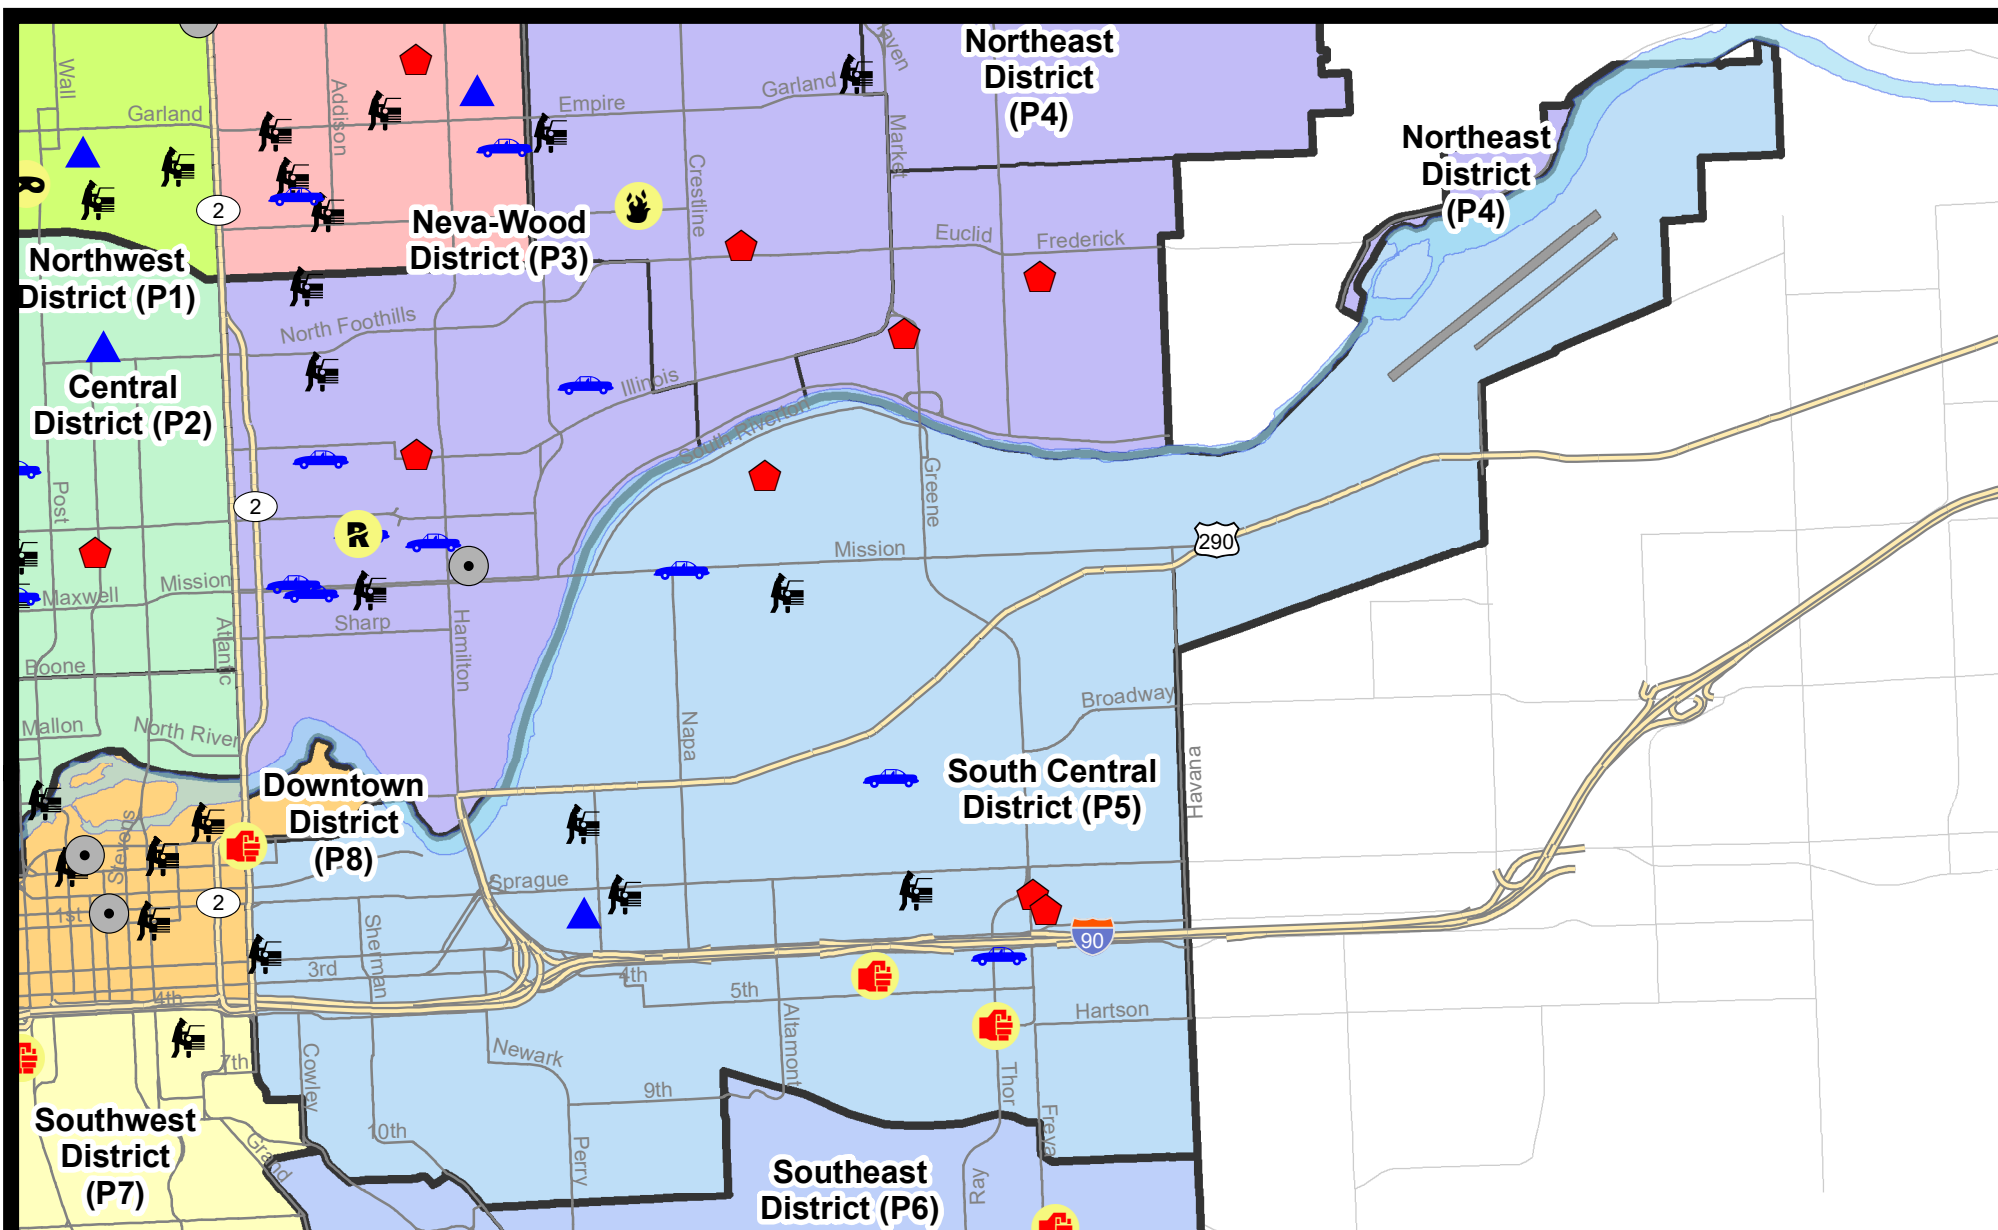 Northeast
District
(P4)
Northeast
District
(P4)
Neva-Wood
District (P3)
Northwest
District (P1)
Central
District (P2)
Downtown
District
(P8)
South Central
District (P5)
Southwest
District
(P7)
Southeast
District (P6)
Wall
Garland
Addison
Empire
Garland
Market
Crestline
Euclid
Frederick
2
North Foothills
Illinois
South Riverton
Greene
Post
2
R
Mission
290
Maxwell
Mission
Sharp
Hamilton
Atlantic
Boone
Mallon
North River
Napa
Broadway
Havana
Stevens
1st
2
Sprague
Sherman
3rd
4th
4th
5th
90
Altamont
Hartson
Newark
7th
Cowley
9th
Thor
Freya
10th
Grand
Perry
Ray